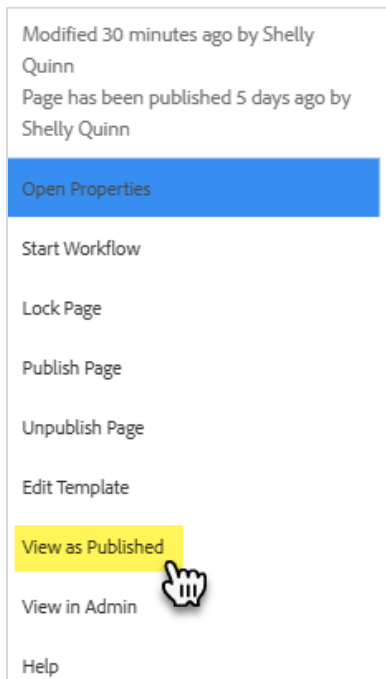 Modified 30 minutes ago by Shelly
Quinn
Page has been published 5 days ago by
Shelly Quinn
Open Properties
Start Workflow
Lock Page
Publish Page
Unpublish Page
Edit Template
View as Published
View in Admin
Help